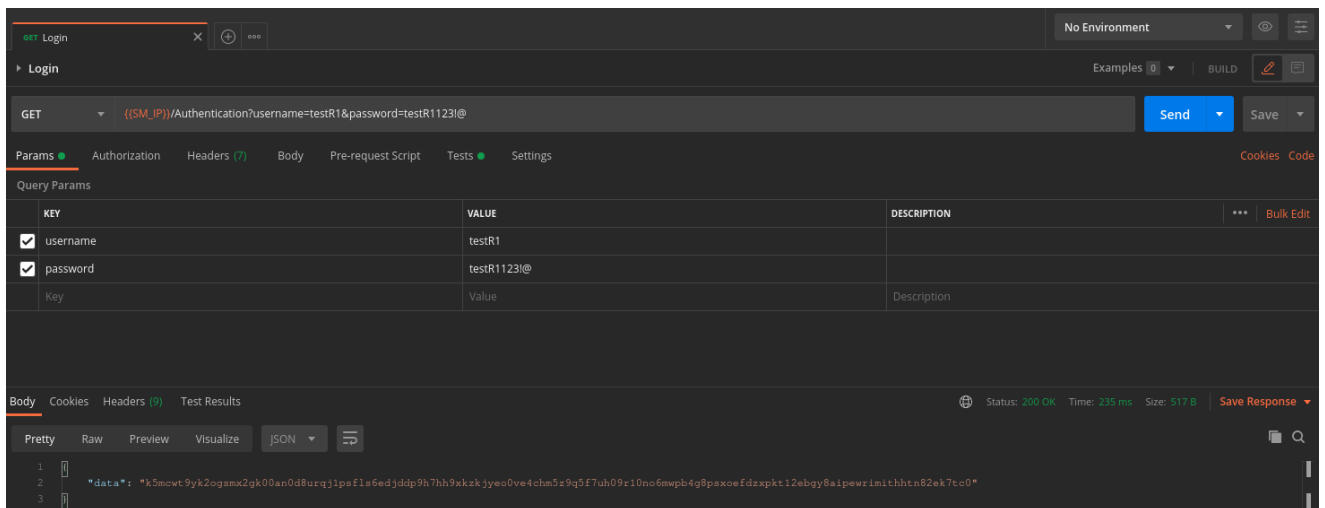 GET Login
No Environment
Login
Examples 0
BUILD
GET {{SM_IP}}/Authentication?username=testR1&password=testR1123!@
Send
Save
Params Authorization Headers (7) Body Pre-request Script Tests Settings
Cookies Code
Query Params
KEY VALUE DESCRIPTION
Bulk Edit
username testR1
password testR1123!@
Key Value Description
Body Cookies Headers (9) Test Results
Status: 200 OK Time: 235 ms Size: 517 B Save Response
Pretty Raw Preview Visualize JSON
1 {
2 "data": "k5mcwt9yk2ogsmx2gk00an0d8urqj1psfls6edjddp9h7hh9xkzkjyeo0ve4chm5z9q5f7uh09r10no6mwpb4g8psxoefdzxpkt12ebgy8aipewrimithhtn82ek7tc0"
3 }